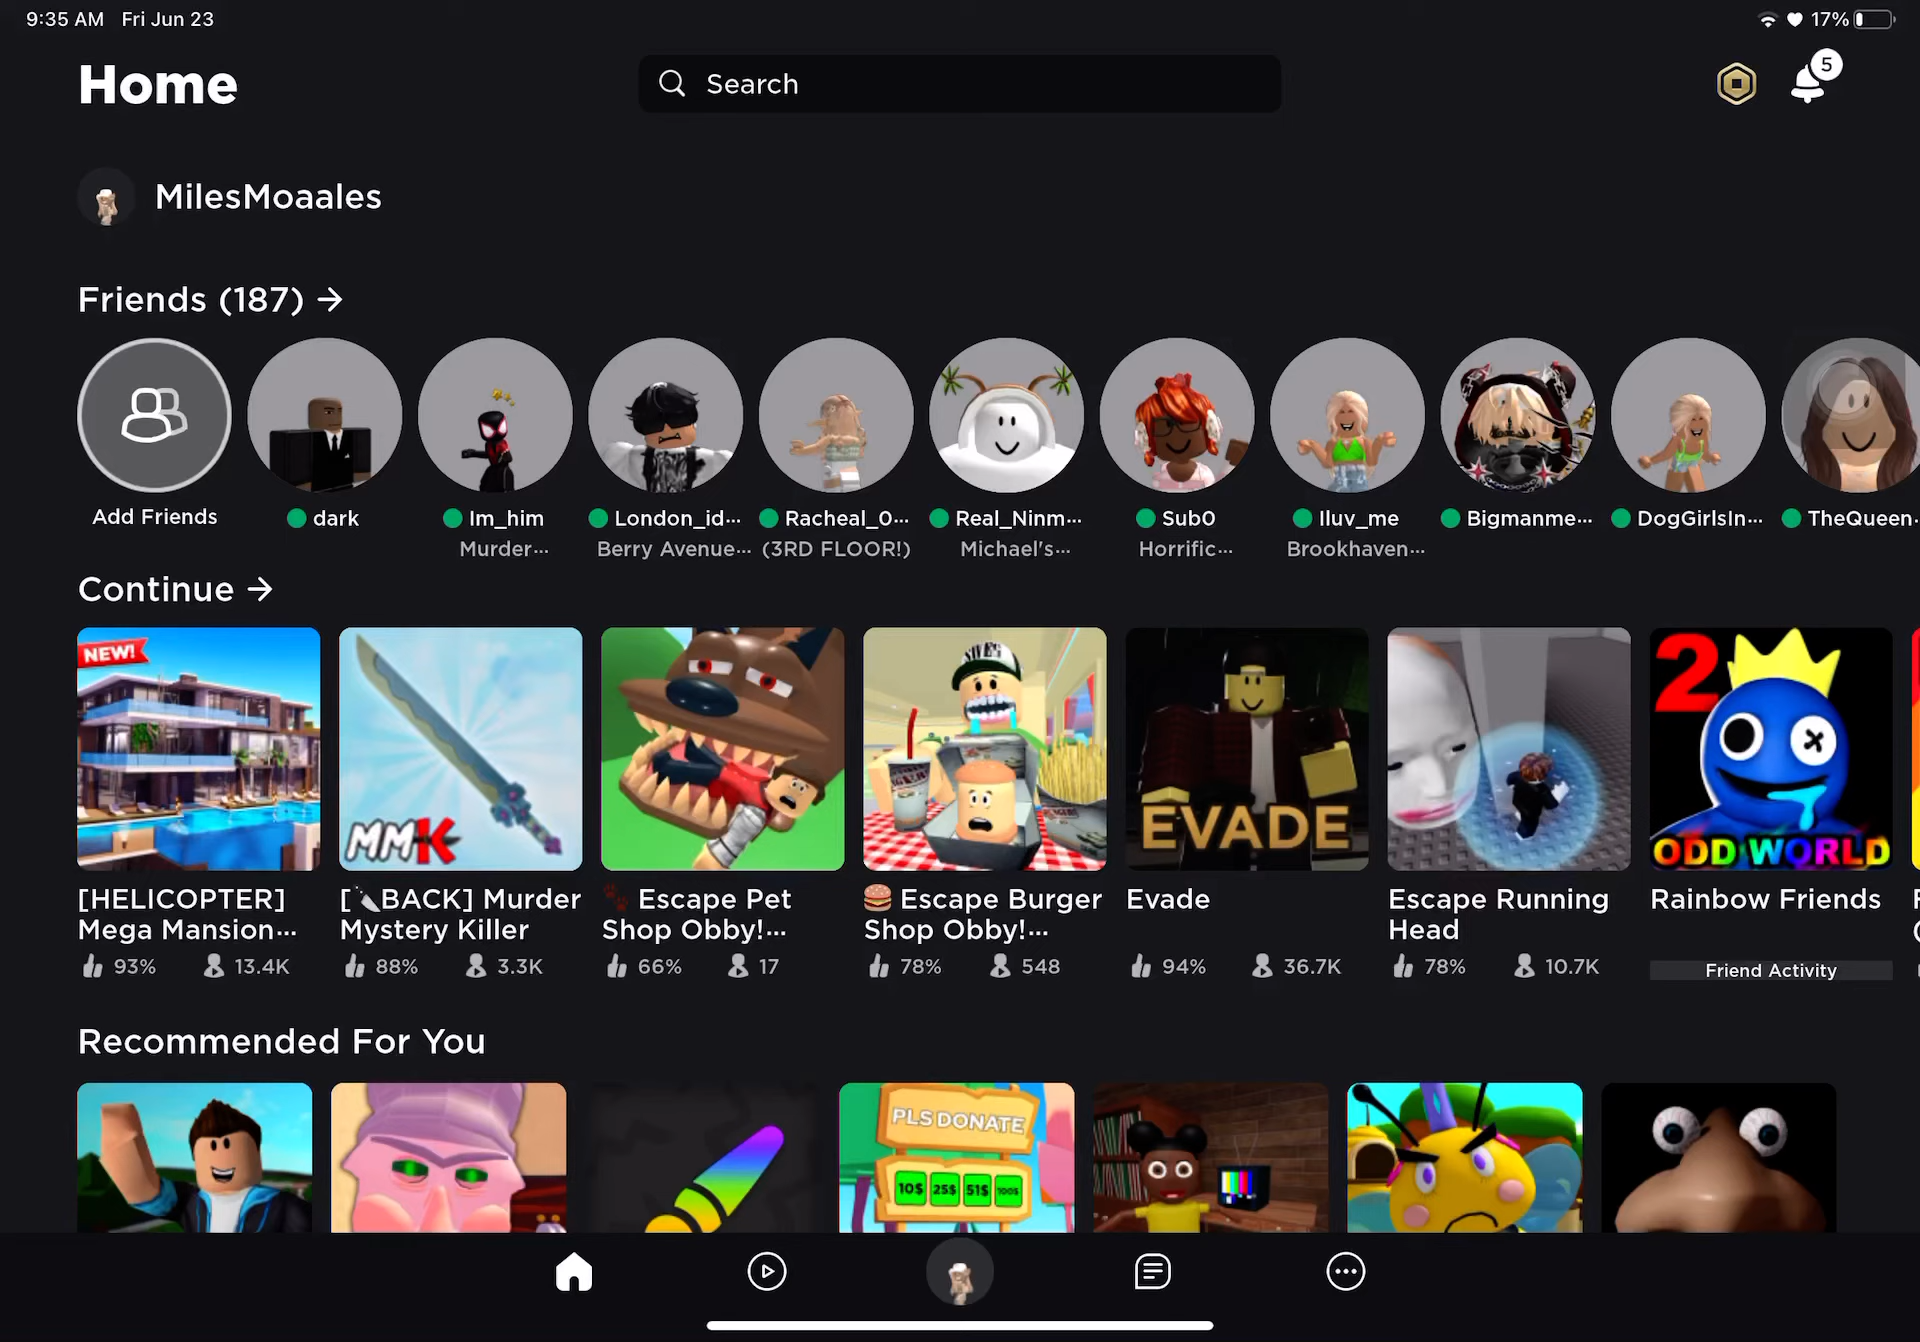 9:35 AM Fri Jun 23
17%
Home
Search
5
MilesMoaales
Friends (187)
Add Friends
dark
Im_him
Murder...
London_id...
Berry Avenue...
Racheal_0...
(3RD FLOOR!)
Real_Ninm...
Michael's...
Sub0
Horrific...
Iluv_me
Brookhaven...
Bigmanme...
DogGirlsIn...
TheQueen
Continue
NEW!
[HELICOPTER]
Mega Mansion...
93% 13.4K
MMK
[🔪BACK] Murder
Mystery Killer
88% 3.3K
🐾 Escape Pet
Shop Obby!...
66% 17
🍔 Escape Burger
Shop Obby!...
78% 548
EVADE
Evade
94% 36.7K
Escape Running
Head
78% 10.7K
2
ODD WORLD
Rainbow Friends
Friend Activity
Recommended For You
PLS DONATE
10$ 25$ 51$ 100$